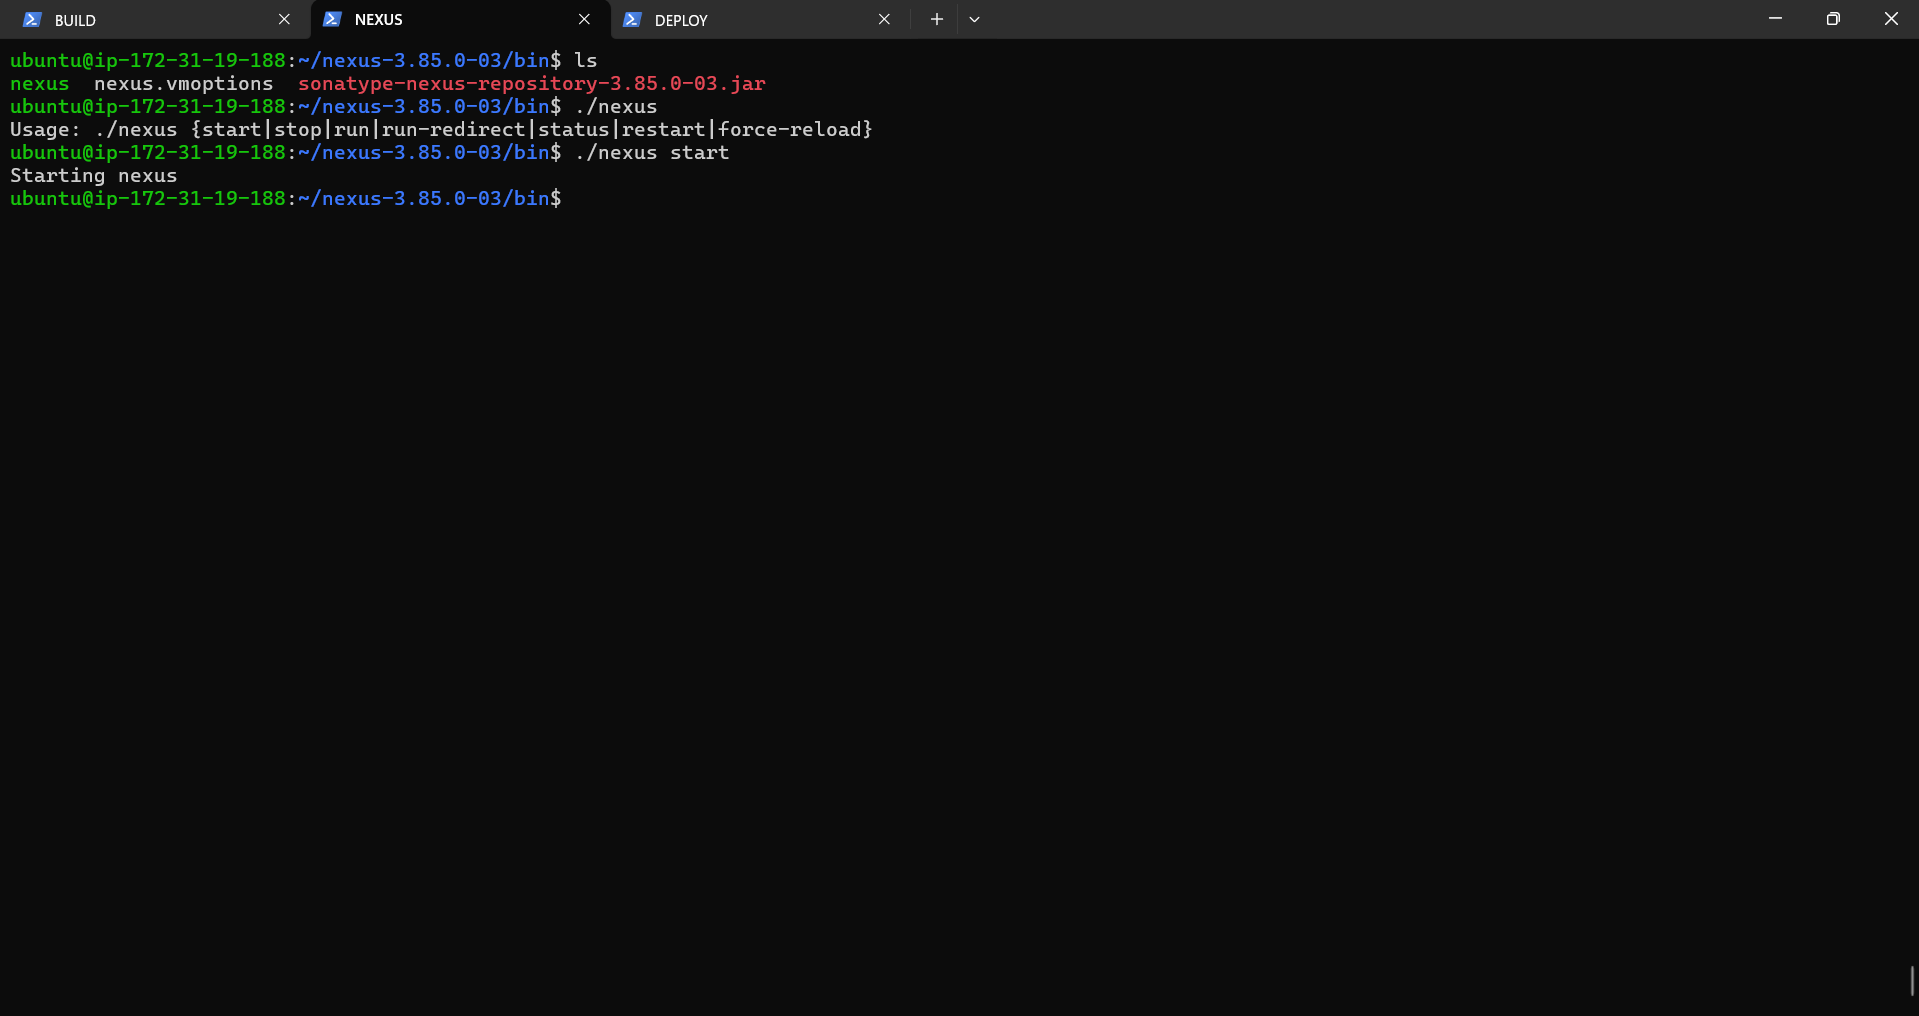 BUILD NEXUS DEPLOY
ubuntu@ip-172-31-19-188:~/nexus-3.85.0-03/bin$ ls
nexus  nexus.vmoptions  sonatype-nexus-repository-3.85.0-03.jar
ubuntu@ip-172-31-19-188:~/nexus-3.85.0-03/bin$ ./nexus
Usage: ./nexus {start|stop|run|run-redirect|status|restart|force-reload}
ubuntu@ip-172-31-19-188:~/nexus-3.85.0-03/bin$ ./nexus start
Starting nexus
ubuntu@ip-172-31-19-188:~/nexus-3.85.0-03/bin$